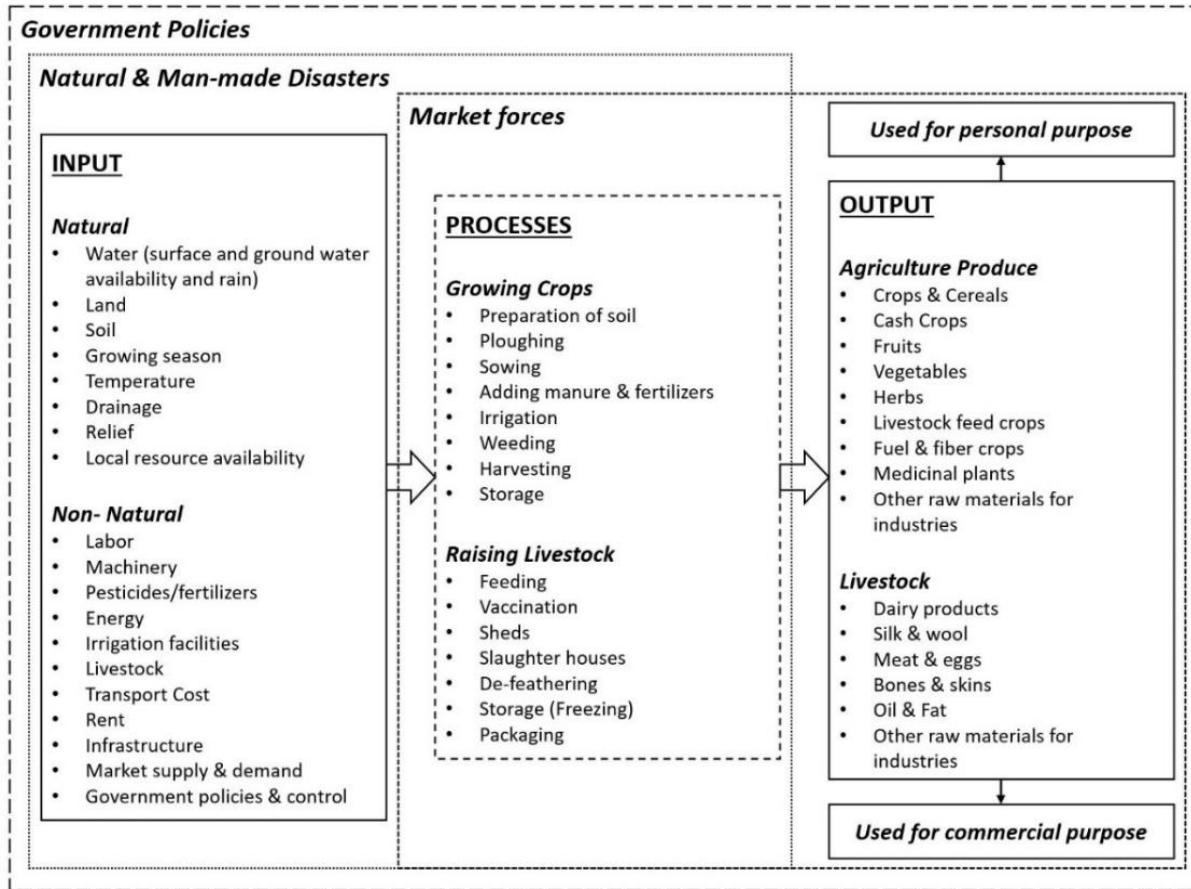 Government Policies
Natural & Man-made Disasters
Market forces
INPUT
Natural
• Water (surface and ground water
availability and rain)
• Land
• Soil
• Growing season
• Temperature
• Drainage
• Relief
• Local resource availability
Non- Natural
• Labor
• Machinery
• Pesticides/fertilizers
• Energy
• Irrigation facilities
• Livestock
• Transport Cost
• Rent
• Infrastructure
• Market supply & demand
• Government policies & control
PROCESSES
Growing Crops
• Preparation of soil
• Ploughing
• Sowing
• Adding manure & fertilizers
• Irrigation
• Weeding
• Harvesting
• Storage
Raising Livestock
• Feeding
• Vaccination
• Sheds
• Slaughter houses
• De-feathering
• Storage (Freezing)
• Packaging
Used for personal purpose
OUTPUT
Agriculture Produce
• Crops & Cereals
• Cash Crops
• Fruits
• Vegetables
• Herbs
• Livestock feed crops
• Fuel & fiber crops
• Medicinal plants
• Other raw materials for
industries
Livestock
• Dairy products
• Silk & wool
• Meat & eggs
• Bones & skins
• Oil & Fat
• Other raw materials for
industries
Used for commercial purpose